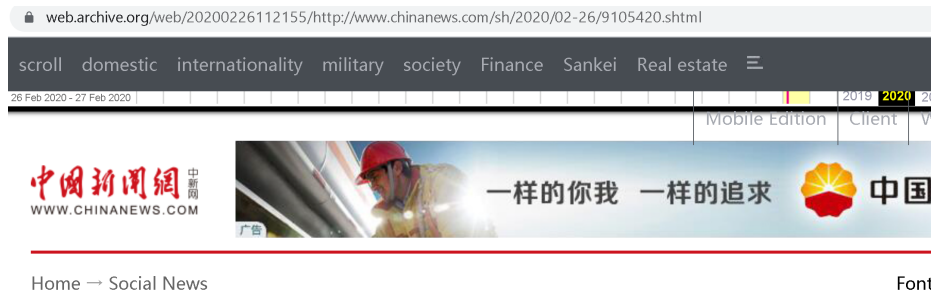 web.archive.org/web/20200226112155/http://www.chinanews.com/sh/2020/02-26/9105420.shtml
scroll domestic internationality military society Finance Sankei Real estate
26 Feb 2020 - 27 Feb 2020 2019 2020
Mobile Edition Client
中國新聞網 中新网
WWW.CHINANEWS.COM
一样的你我 一样的追求 中国
广告
Home → Social News Font